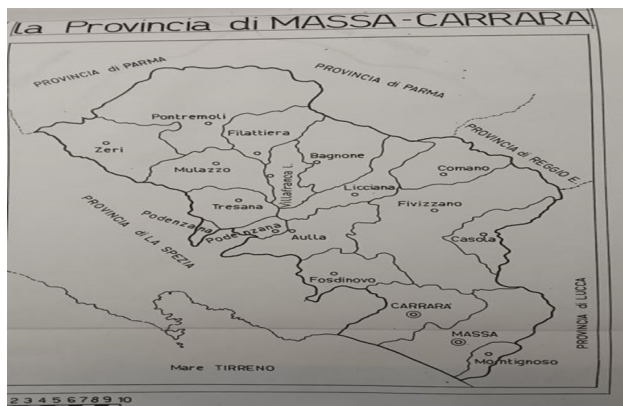 la Provincia di MASSA-CARRARA
PROVINCIA di PARMA
PROVINCIA di PARMA
PROVINCIA di REGGIO E.
Pontremoli
Filattiera
Zeri
Mulazzo
Bagnone
Comano
Villafranca L.
Licciana
Tresana
Fivizzano
Podenzana
Podenzana
Aulla
Casola
PROVINCIA di LA SPEZIA
Fosdinovo
CARRARA
PROVINCIA di LUCCA
MASSA
Montignoso
Mare TIRRENO
2 3 4 5 6 7 8 9 10